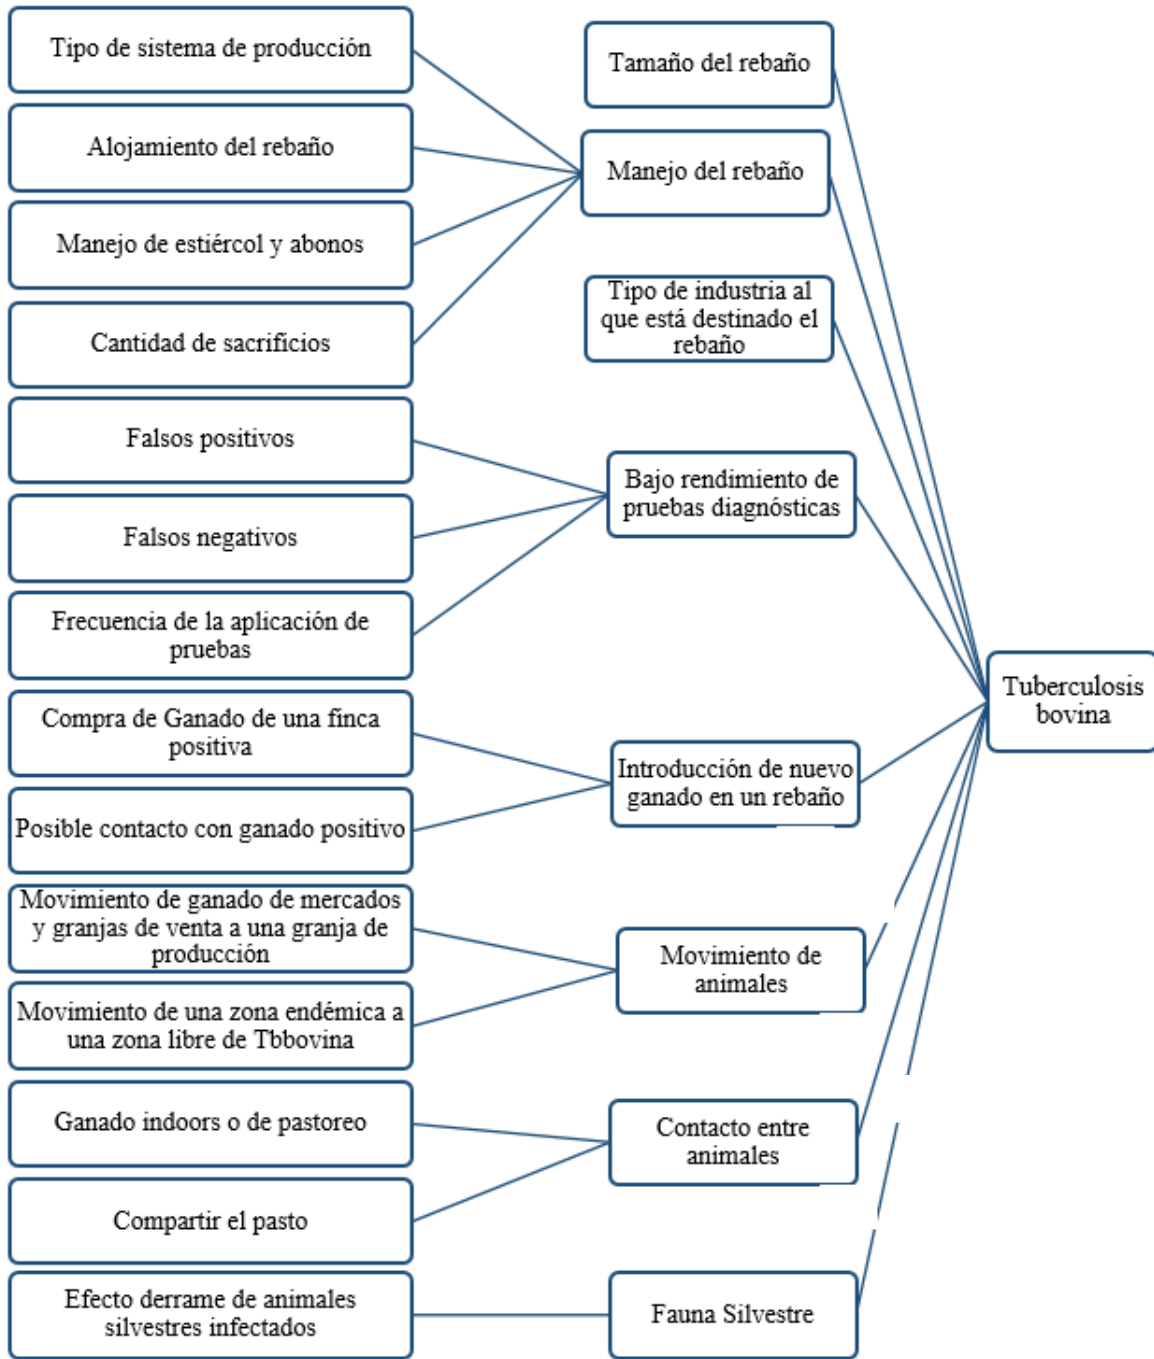 Tipo de sistema de producción
Alojamiento del rebaño
Manejo de estiércol y abonos
Cantidad de sacrificios
Falsos positivos
Falsos negativos
Frecuencia de la aplicación de
pruebas
Compra de Ganado de una finca
positiva
Posible contacto con ganado positivo
Movimiento de ganado de mercados
y granjas de venta a una granja de
producción
Movimiento de una zona endémica a
una zona libre de Tbbovina
Ganado indoors o de pastoreo
Compartir el pasto
Efecto derrame de animales
silvestres infectados
Tamaño del rebaño
Manejo del rebaño
Tipo de industria al
que está destinado el
rebaño
Bajo rendimiento de
pruebas diagnósticas
Introducción de nuevo
ganado en un rebaño
Movimiento de
animales
Contacto entre
animales
Fauna Silvestre
Tuberculosis
bovina